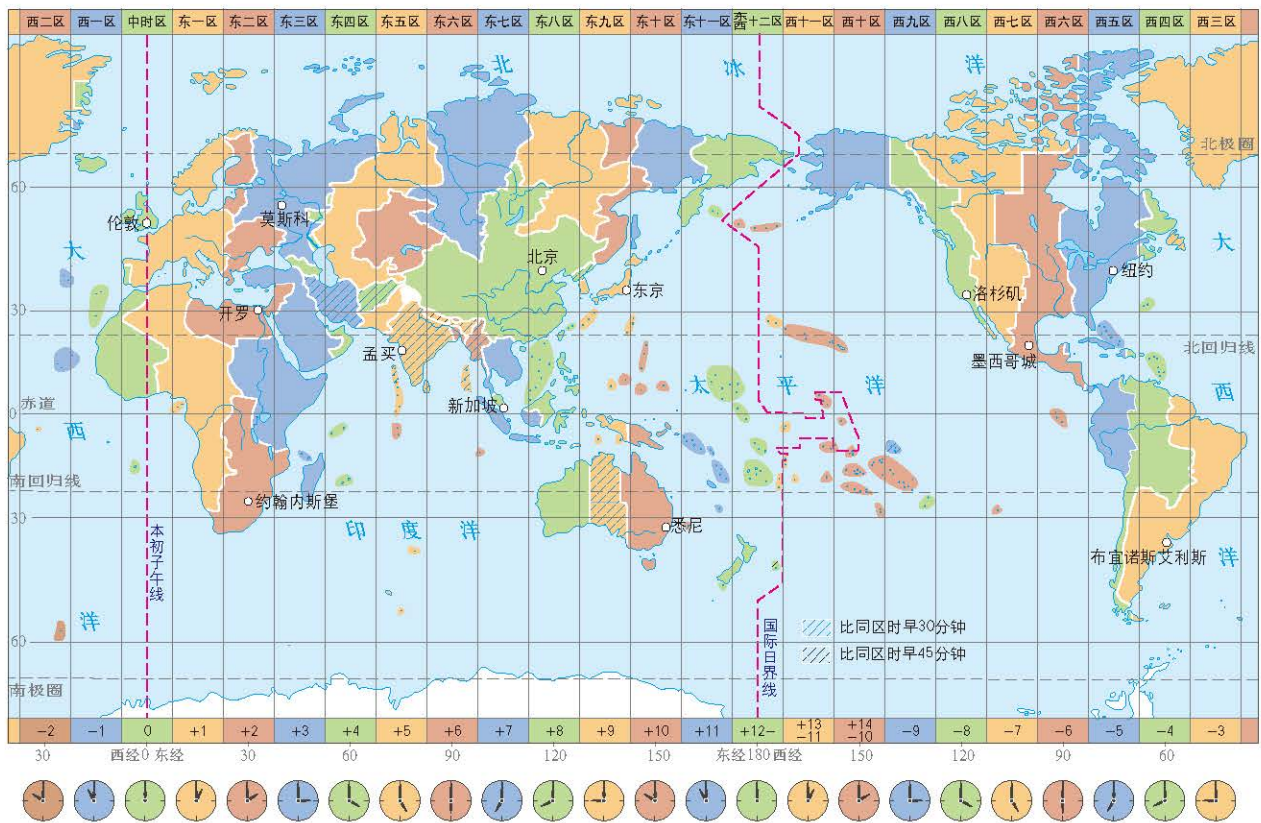 西二区 西一区 中时区 东一区 东二区 东三区 东四区 东五区 东六区 东七区 东八区 东九区 东十区 东十一区 东西十二区 西十一区 西十区 西九区 西八区 西七区 西六区 西五区 西四区 西三区
北 冰 洋
北极圈
60
伦敦
莫斯科
大
大
北京
纽约
东京
洛杉矶
30
开罗
北回归线
孟买
墨西哥城
太 平 洋
新加坡
赤道
0
0
西
西
南回归线
约翰内斯堡
30
印 度 洋
悉尼
本初子午线
布宜诺斯艾利斯
洋
洋
国际日界线
比同区时早30分钟
60
比同区时早45分钟
南极圈
-2 -1 0 +1 +2 +3 +4 +5 +6 +7 +8 +9 +10 +11 +12- +13 -11 +14 -10 -9 -8 -7 -6 -5 -4 -3
30 西经0东经 30 60 90 120 150 东经180西经 150 120 90 60